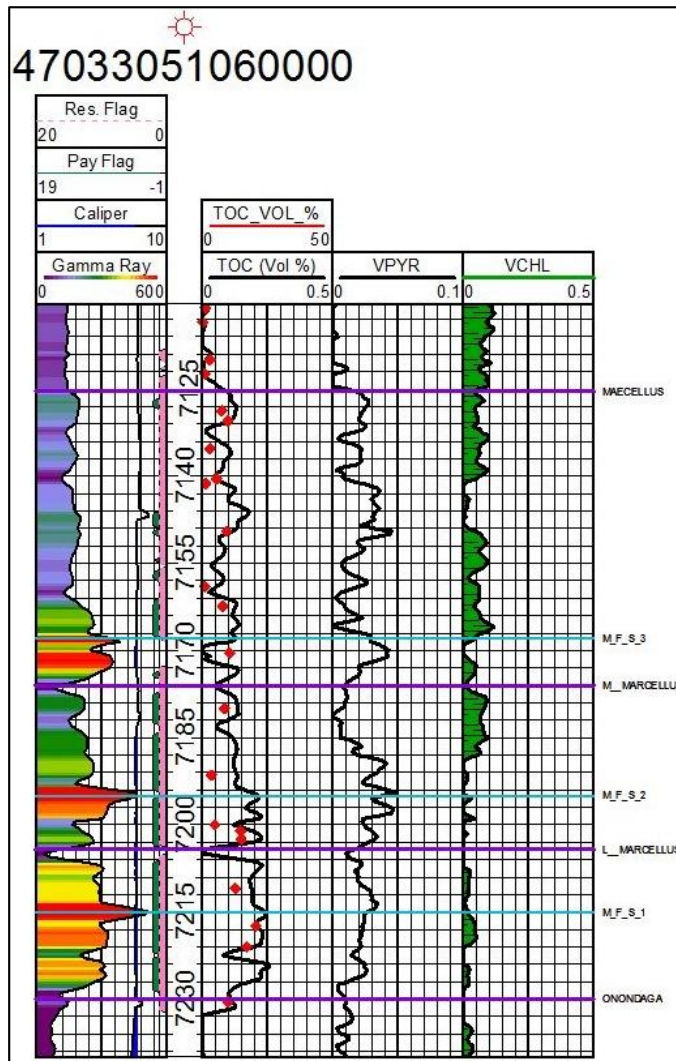 47033051060000
Res. Flag
20 0
Pay Flag
19 -1
Caliper
1 10
Gamma Ray
0 600
TOC_VOL_%
0 50
TOC (Vol %)
0 0.5
VPYR
0 0.1
VCHL
0 0.5
7125
MAECELLUS
7140
7155
M_F_S_3
7170
M__MARCELLUS
7185
M_F_S_2
7200
L__MARCELLUS
7215
M_F_S_1
7230
ONONDAGA